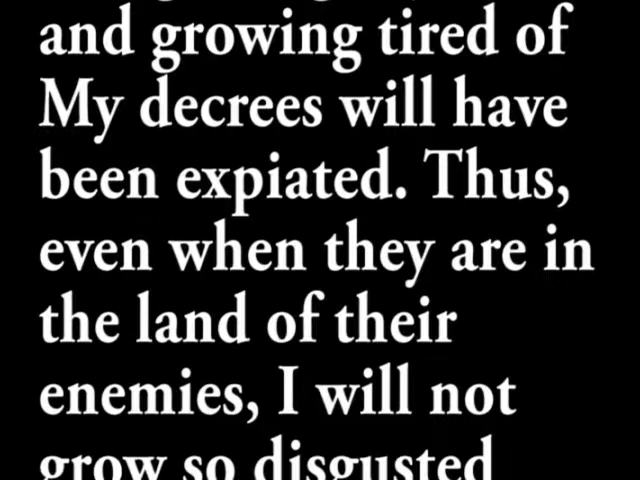 and growing tired of
My decrees will have
been expiated. Thus,
even when they are in
the land of their
enemies, I will not
grow so disgusted